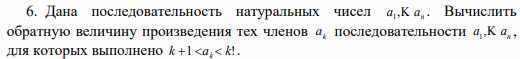 6. Дана последовательность натуральных чисел a₁,K aₙ. Вычислить
обратную величину произведения тех членов aₖ последовательности a₁,K aₙ,
для которых выполнено k+1<aₖ<k!.